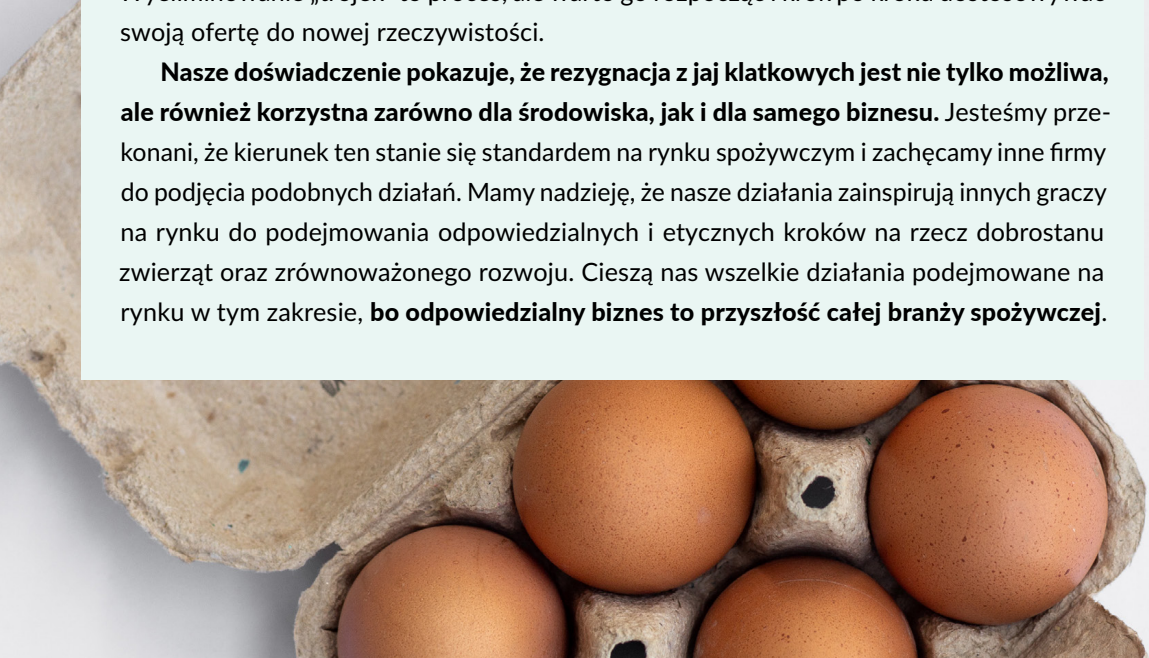 swoją ofertę do nowej rzeczywistości.
Nasze doświadczenie pokazuje, że rezygnacja z jaj klatkowych jest nie tylko możliwa,
ale również korzystna zarówno dla środowiska, jak i dla samego biznesu. Jesteśmy prze-
konani, że kierunek ten stanie się standardem na rynku spożywczym i zachęcamy inne firmy
do podjęcia podobnych działań. Mamy nadzieję, że nasze działania zainspirują innych graczy
na rynku do podejmowania odpowiedzialnych i etycznych kroków na rzecz dobrostanu
zwierząt oraz zrównoważonego rozwoju. Cieszą nas wszelkie działania podejmowane na
rynku w tym zakresie, bo odpowiedzialny biznes to przyszłość całej branży spożywczej.